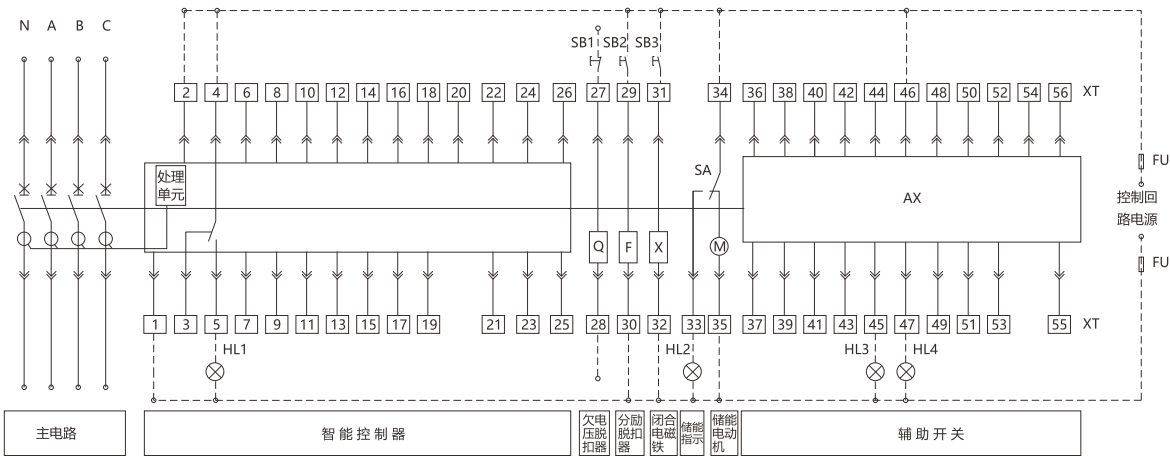 N A B C
SB1 SB2 SB3
2 4 6 8 10 12 14 16 18 20 22 24 26 27 29 31 34 36 38 40 42 44 46 48 50 52 54 56 XT
FU
处理
单元
SA
AX
控制回
路电源
Q F X M
FU
1 3 5 7 9 11 13 15 17 19 21 23 25 28 30 32 33 35 37 39 41 43 45 47 49 51 53 55 XT
HL1 HL2 HL3 HL4
主电路
智能控制器
欠电
压脱
扣器
分励
脱扣
器
闭合
电磁
铁
储能
指示
储能
电动
机
辅助开关